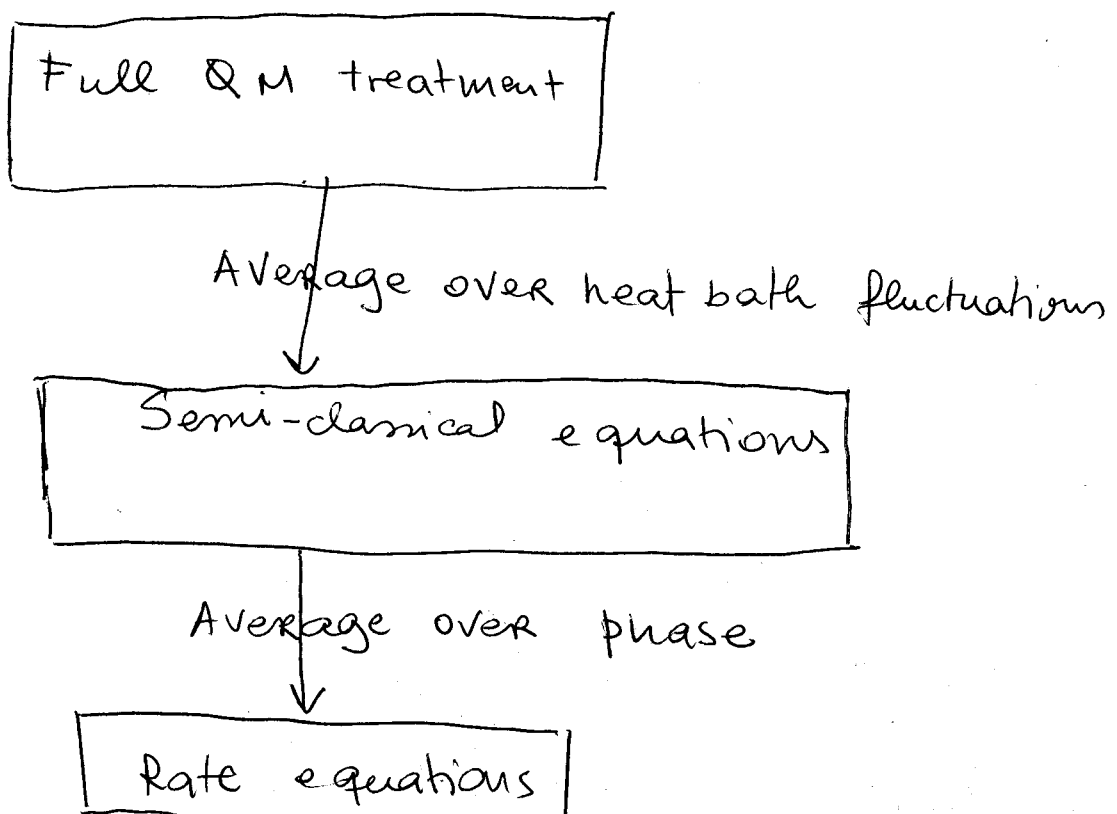 Full QM treatment
Average over heat bath fluctuations
Semi-classical equations
Average over phase
Rate equations